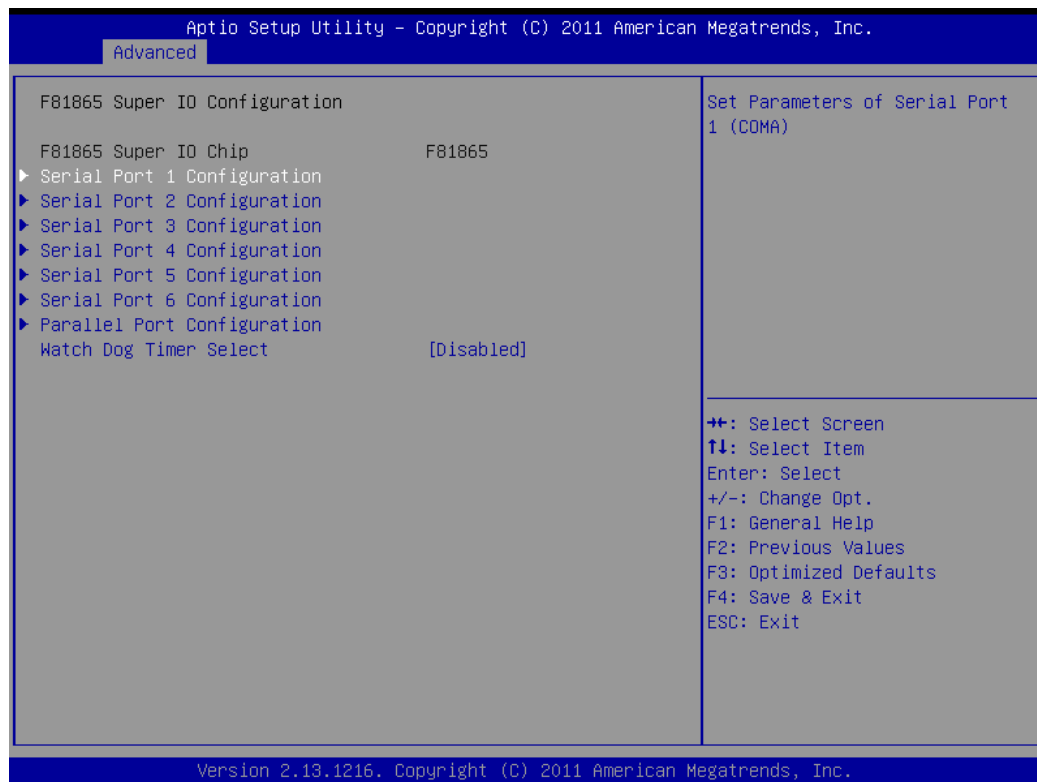 Aptio Setup Utility – Copyright (C) 2011 American Megatrends, Inc.
Advanced
F81865 Super IO Configuration
F81865 Super IO Chip F81865
Serial Port 1 Configuration
Serial Port 2 Configuration
Serial Port 3 Configuration
Serial Port 4 Configuration
Serial Port 5 Configuration
Serial Port 6 Configuration
Parallel Port Configuration
Watch Dog Timer Select [Disabled]
Set Parameters of Serial Port
1 (COMA)
→←: Select Screen
↑↓: Select Item
Enter: Select
+/-: Change Opt.
F1: General Help
F2: Previous Values
F3: Optimized Defaults
F4: Save & Exit
ESC: Exit
Version 2.13.1216. Copyright (C) 2011 American Megatrends, Inc.